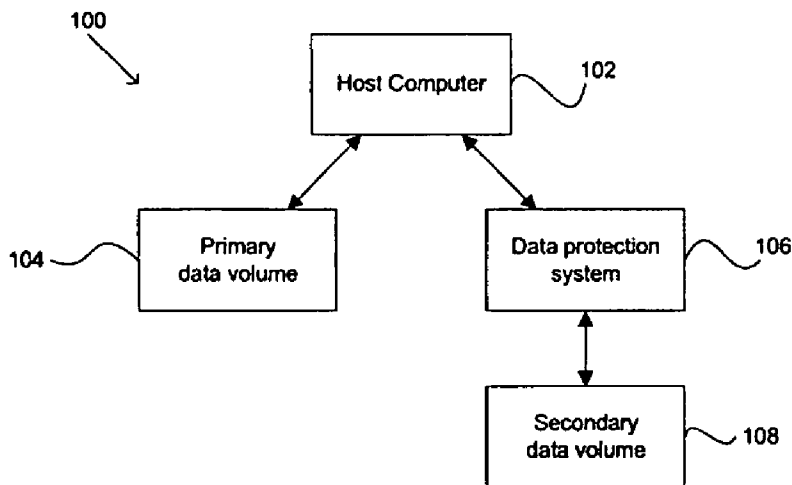 100
Host Computer
102
Primary
data volume
104
Data protection
system
106
Secondary
data volume
108